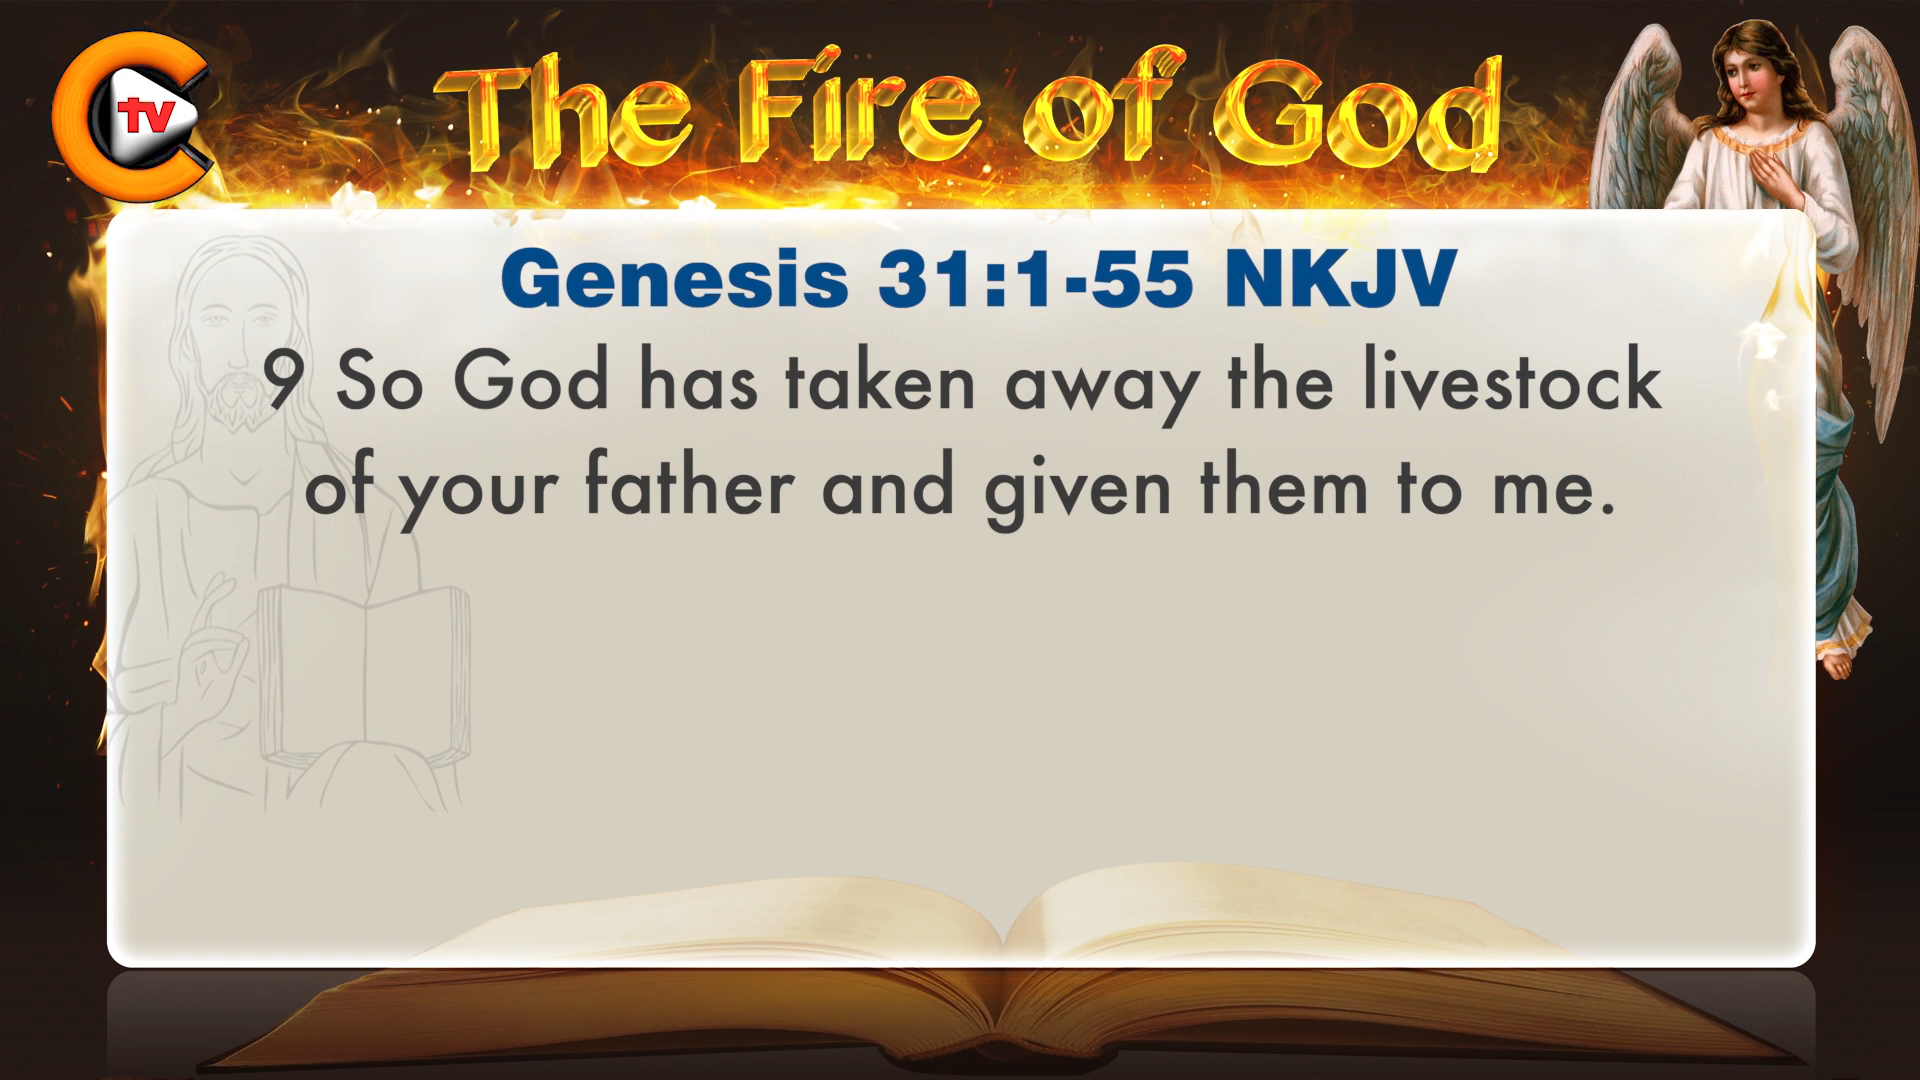 tv
The Fire of God
Genesis 31:1-55 NKJV
9 So God has taken away the livestock
of your father and given them to me.